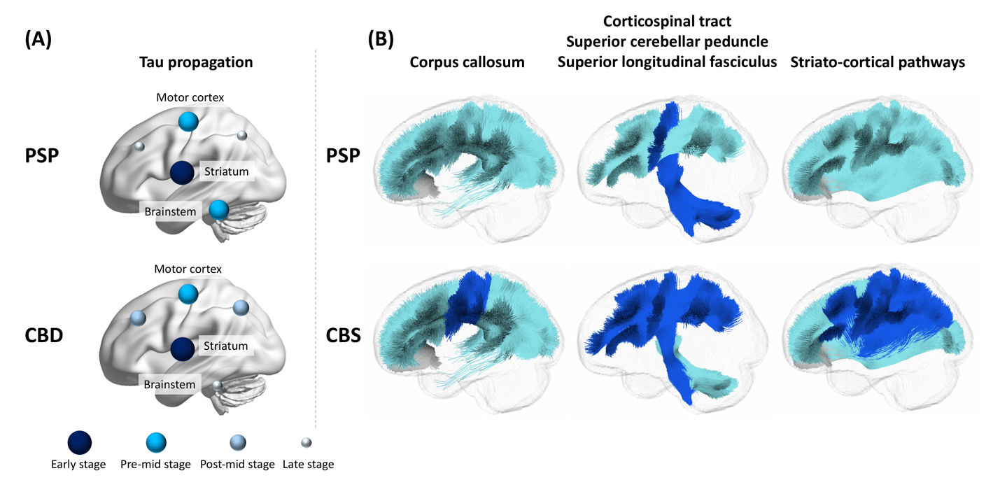 (A)
Tau propagation
PSP
Motor cortex
Striatum
Brainstem
CBD
Motor cortex
Striatum
Brainstem
Early stage
Pre-mid stage
Post-mid stage
Late stage
(B)
Corpus callosum
Corticospinal tract
Superior cerebellar peduncle
Superior longitudinal fasciculus
Striato-cortical pathways
PSP
CBS